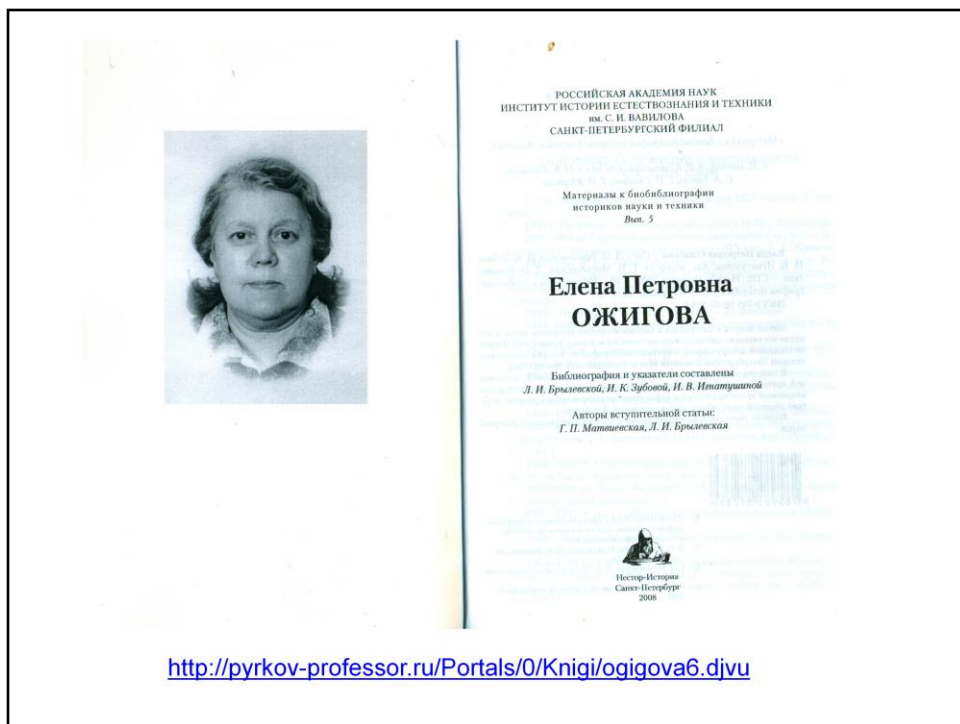 РОССИЙСКАЯ АКАДЕМИЯ НАУК
ИНСТИТУТ ИСТОРИИ ЕСТЕСТВОЗНАНИЯ И ТЕХНИКИ
им. С. И. ВАВИЛОВА
САНКТ-ПЕТЕРБУРГСКИЙ ФИЛИАЛ
Материалы к биобиблиографии
историков науки и техники
Вып. 5
Елена Петровна
ОЖИГОВА
Библиография и указатели составлены
Л. И. Брылевской, И. К. Зубовой, И. В. Игнатушиной
Авторы вступительной статьи:
Г. П. Матвиевская, Л. И. Брылевская
Нестор-История
Санкт-Петербург
2008
http://pyrkov-professor.ru/Portals/0/Knigi/ogigova6.djvu